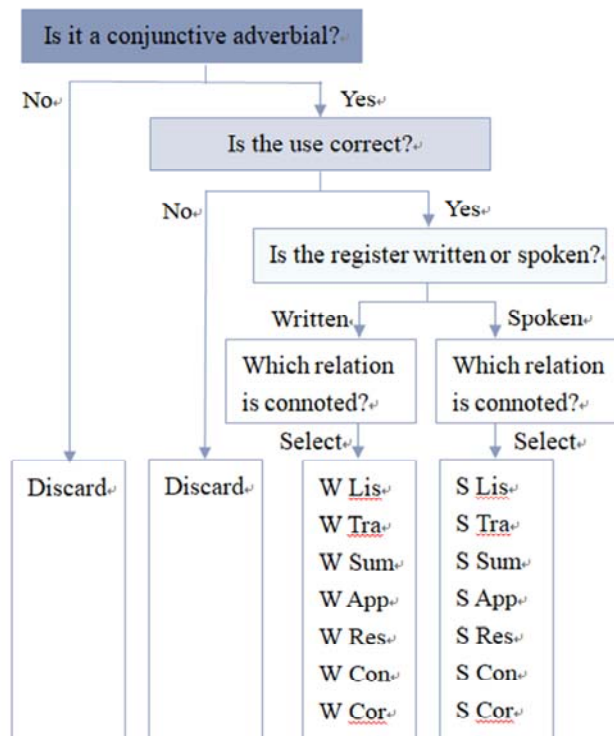 Is it a conjunctive adverbial?
No
Yes
Is the use correct?
No
Yes
Is the register written or spoken?
Written
Spoken
Which relation
is connoted?
Which relation
is connoted?
Select
Select
Discard
Discard
W Lis
W Tra
W Sum
W App
W Res
W Con
W Cor
S Lis
S Tra
S Sum
S App
S Res
S Con
S Cor